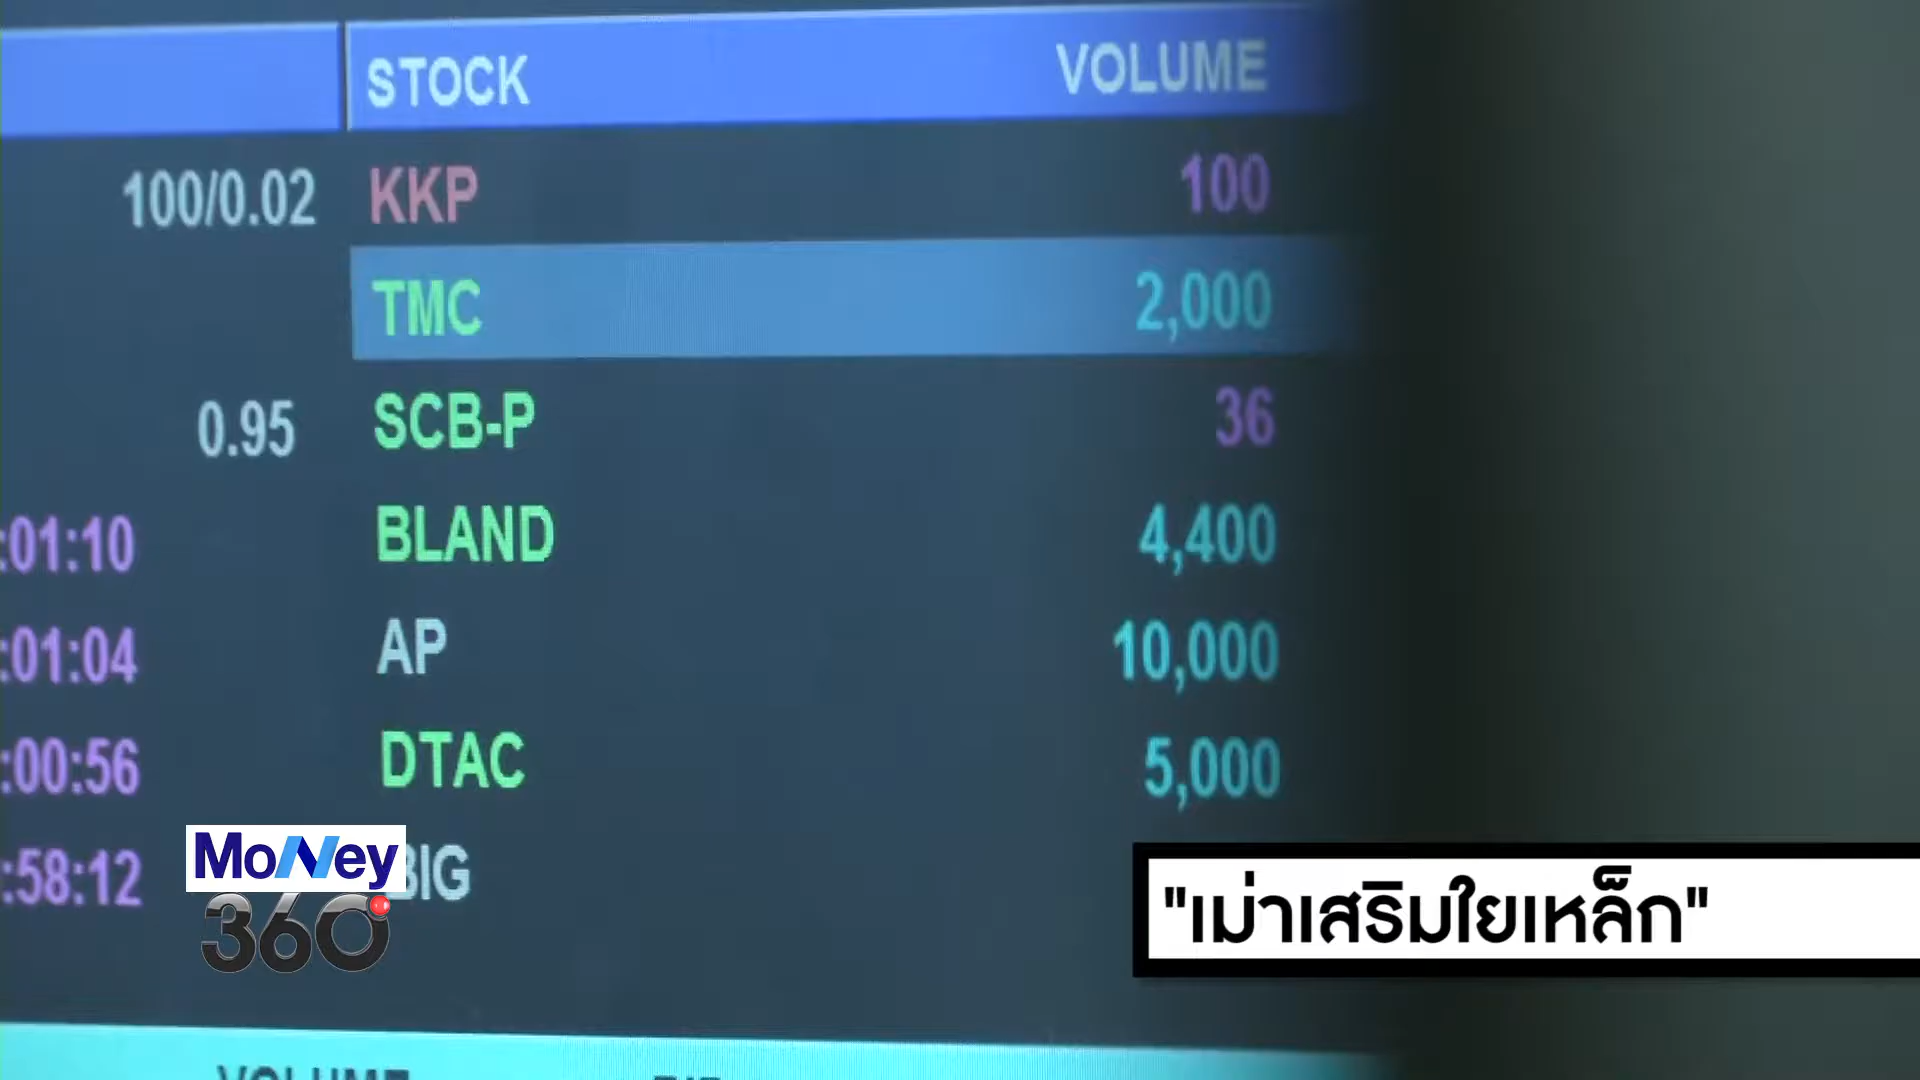 STOCK VOLUME
100/0.02 KKP 100
TMC 2,000
0.95 SCB-P 36
:01:10 BLAND 4,400
:01:04 AP 10,000
:00:56 DTAC 5,000
:58:12 BIG
Money
360°
"เม่าเสริมใยเหล็ก"
VOLUME